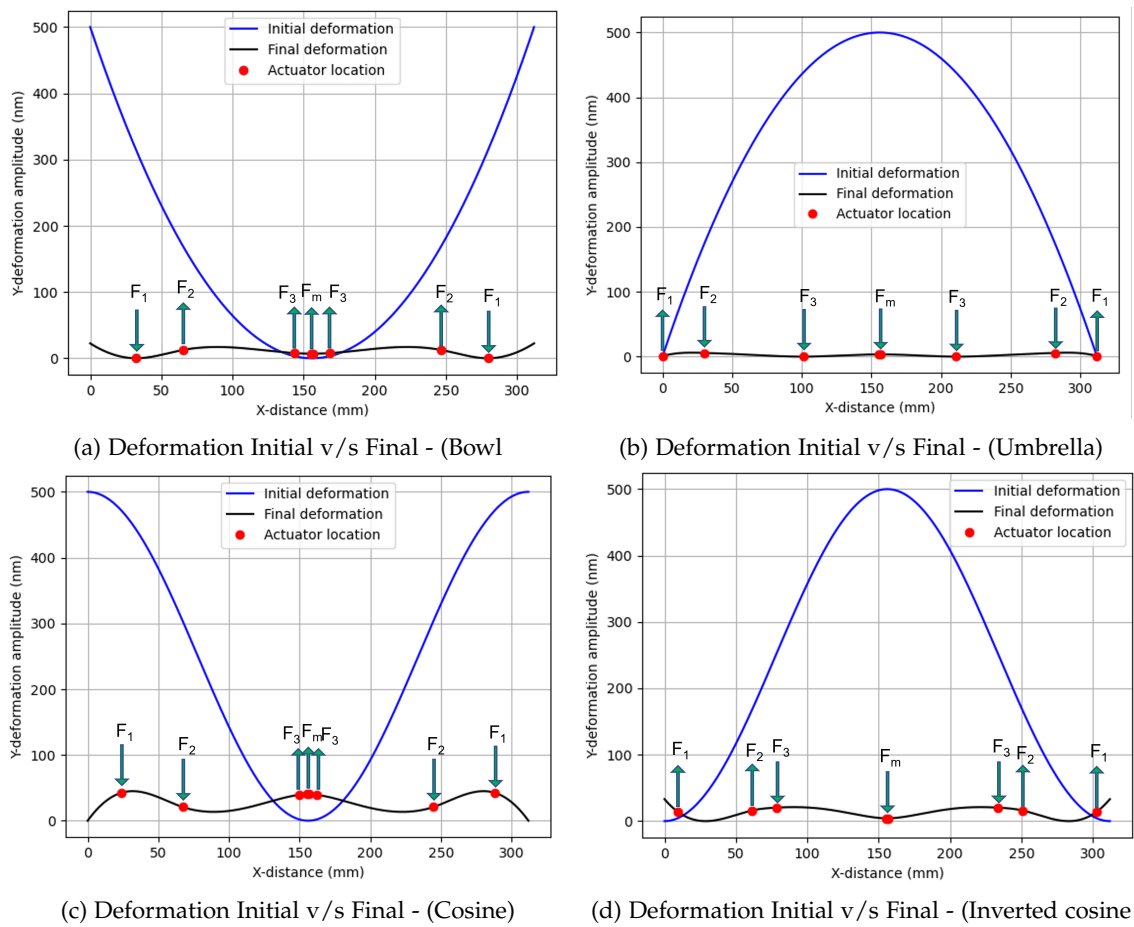 Initial deformation
Final deformation
Actuator location
Y-deformation amplitude (nm)
500
400
300
200
100
0
F1
F2
F3
Fm
F3
F2
F1
0
50
100
150
200
250
300
X-distance (mm)
(a) Deformation Initial v/s Final - (Bowl
Initial deformation
Final deformation
Actuator location
Y-deformation amplitude (nm)
500
400
300
200
100
0
F1
F2
F3
Fm
F3
F2
F1
0
50
100
150
200
250
300
X-distance (mm)
(b) Deformation Initial v/s Final - (Umbrella)
Initial deformation
Final deformation
Actuator location
Y-deformation amplitude (nm)
500
400
300
200
100
0
F1
F2
F3
Fm
F3
F2
F1
0
50
100
150
200
250
300
X-distance (mm)
(c) Deformation Initial v/s Final - (Cosine)
Initial deformation
Final deformation
Actuator location
Y-deformation amplitude (nm)
500
400
300
200
100
0
F1
F2
F3
Fm
F3
F2
F1
0
50
100
150
200
250
300
X-distance (mm)
(d) Deformation Initial v/s Final - (Inverted cosine